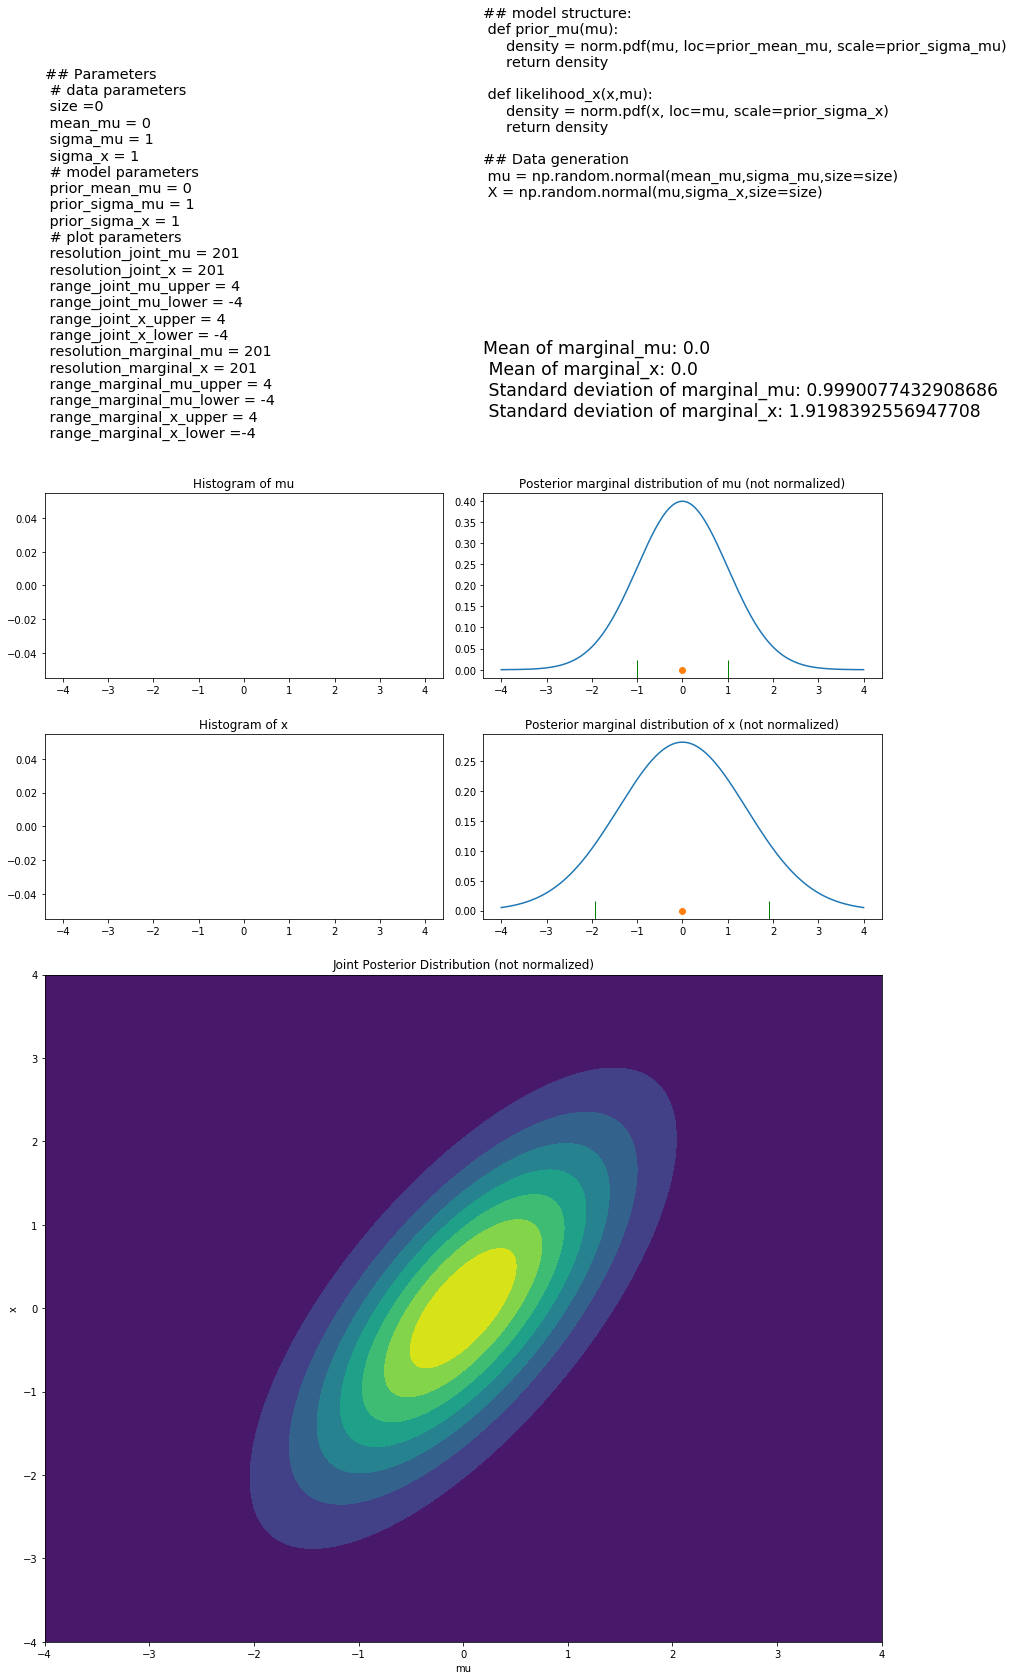 ## Parameters
# data parameters
size =0
mean_mu = 0
sigma_mu = 1
sigma_x = 1
# model parameters
prior_mean_mu = 0
prior_sigma_mu = 1
prior_sigma_x = 1
# plot parameters
resolution_joint_mu = 201
resolution_joint_x = 201
range_joint_mu_upper = 4
range_joint_mu_lower = -4
range_joint_x_upper = 4
range_joint_x_lower = -4
resolution_marginal_mu = 201
resolution_marginal_x = 201
range_marginal_mu_upper = 4
range_marginal_mu_lower = -4
range_marginal_x_upper = 4
range_marginal_x_lower =-4
## model structure:
def prior_mu(mu):
density = norm.pdf(mu, loc=prior_mean_mu, scale=prior_sigma_mu)
return density
def likelihood_x(x,mu):
density = norm.pdf(x, loc=mu, scale=prior_sigma_x)
return density
## Data generation
mu = np.random.normal(mean_mu,sigma_mu,size=size)
X = np.random.normal(mu,sigma_x,size=size)
Mean of marginal_mu: 0.0
Mean of marginal_x: 0.0
Standard deviation of marginal_mu: 0.9990077432908686
Standard deviation of marginal_x: 1.9198392556947708
Histogram of mu
0.04
0.02
0.00
−0.02
−0.04
−4 −3 −2 −1 0 1 2 3 4
Posterior marginal distribution of mu (not normalized)
0.40
0.35
0.30
0.25
0.20
0.15
0.10
0.05
0.00
−4 −3 −2 −1 0 1 2 3 4
Histogram of x
0.04
0.02
0.00
−0.02
−0.04
−4 −3 −2 −1 0 1 2 3 4
Posterior marginal distribution of x (not normalized)
0.25
0.20
0.15
0.10
0.05
0.00
−4 −3 −2 −1 0 1 2 3 4
Joint Posterior Distribution (not normalized)
4
3
2
1
0
−1
−2
−3
−4
x
−4 −3 −2 −1 0 1 2 3 4
mu